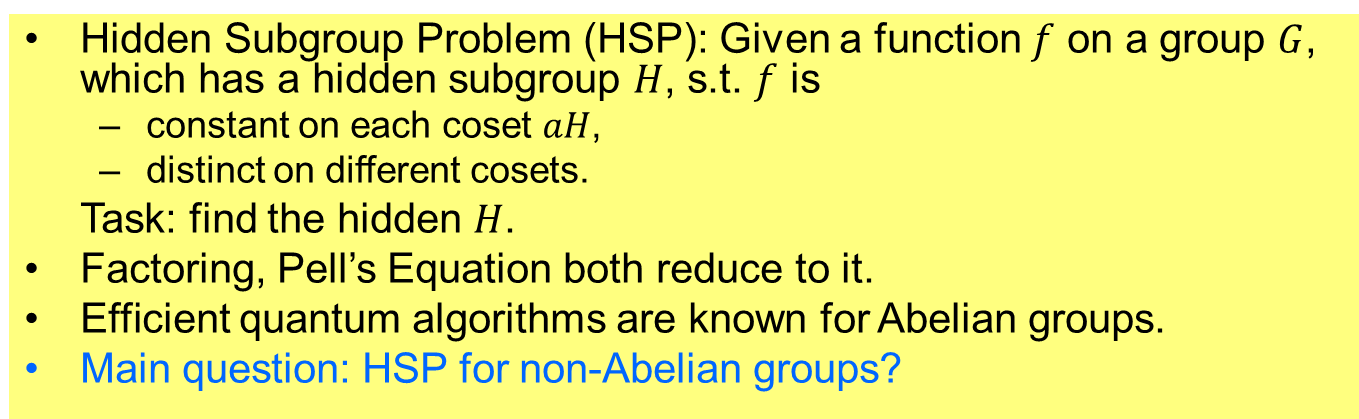 • Hidden Subgroup Problem (HSP): Given a function 𝑓 on a group 𝐺,
which has a hidden subgroup 𝐻, s.t. 𝑓 is
– constant on each coset 𝑎𝐻,
– distinct on different cosets.
Task: find the hidden 𝐻.
• Factoring, Pell’s Equation both reduce to it.
• Efficient quantum algorithms are known for Abelian groups.
• Main question: HSP for non-Abelian groups?